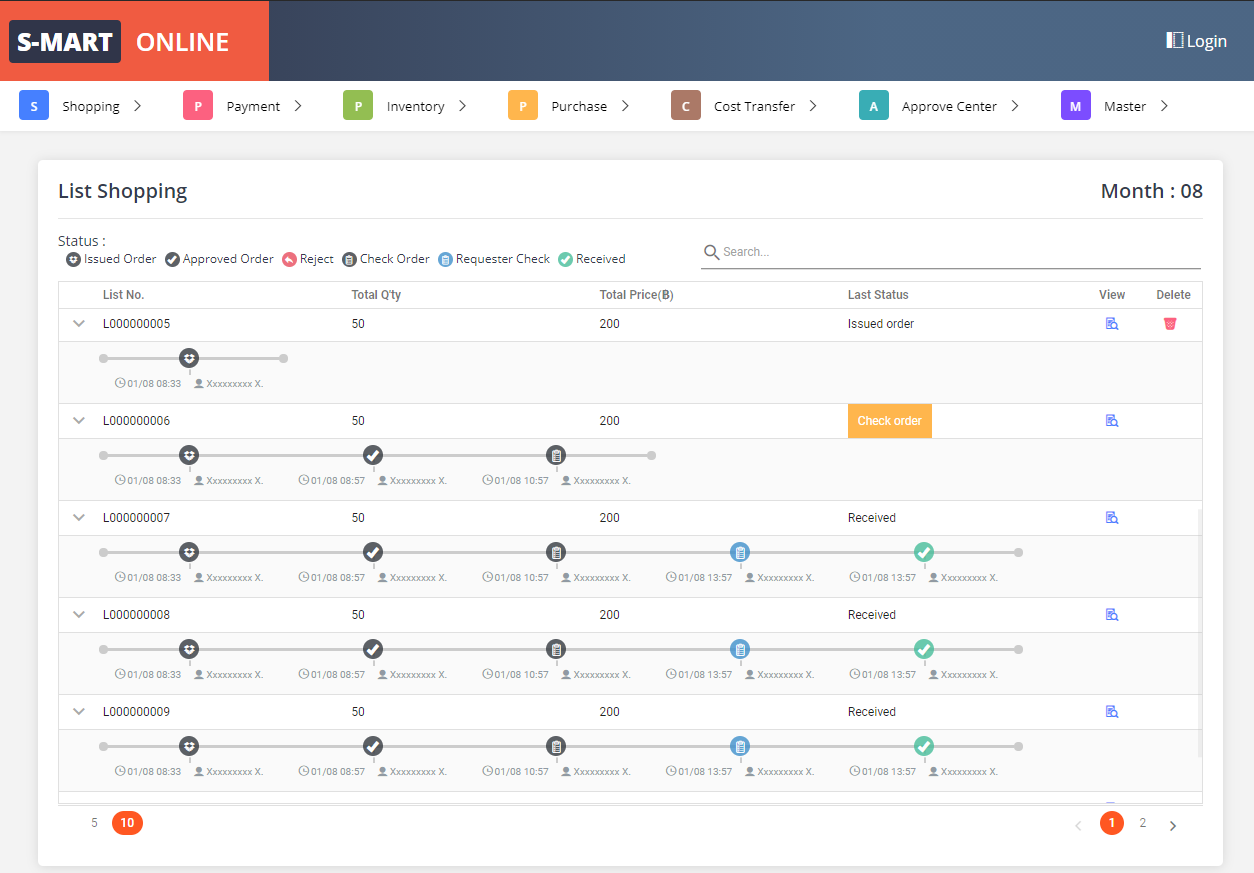 S-MART ONLINE
Login
S Shopping P Payment P Inventory P Purchase C Cost Transfer A Approve Center M Master
List Shopping Month : 08
Status :
Issued Order Approved Order Reject Check Order Requester Check Received
Search...
List No. Total Q'ty Total Price(฿) Last Status View Delete
L000000005 50 200 Issued order
01/08 08:33 Xxxxxxxxx X.
L000000006 50 200 Check order
01/08 08:33 Xxxxxxxxx X. 01/08 08:57 Xxxxxxxxx X. 01/08 10:57 Xxxxxxxxx X.
L000000007 50 200 Received
01/08 08:33 Xxxxxxxxx X. 01/08 08:57 Xxxxxxxxx X. 01/08 10:57 Xxxxxxxxx X. 01/08 13:57 Xxxxxxxxx X. 01/08 13:57 Xxxxxxxxx X.
L000000008 50 200 Received
01/08 08:33 Xxxxxxxxx X. 01/08 08:57 Xxxxxxxxx X. 01/08 10:57 Xxxxxxxxx X. 01/08 13:57 Xxxxxxxxx X. 01/08 13:57 Xxxxxxxxx X.
L000000009 50 200 Received
01/08 08:33 Xxxxxxxxx X. 01/08 08:57 Xxxxxxxxx X. 01/08 10:57 Xxxxxxxxx X. 01/08 13:57 Xxxxxxxxx X. 01/08 13:57 Xxxxxxxxx X.
5 10 1 2